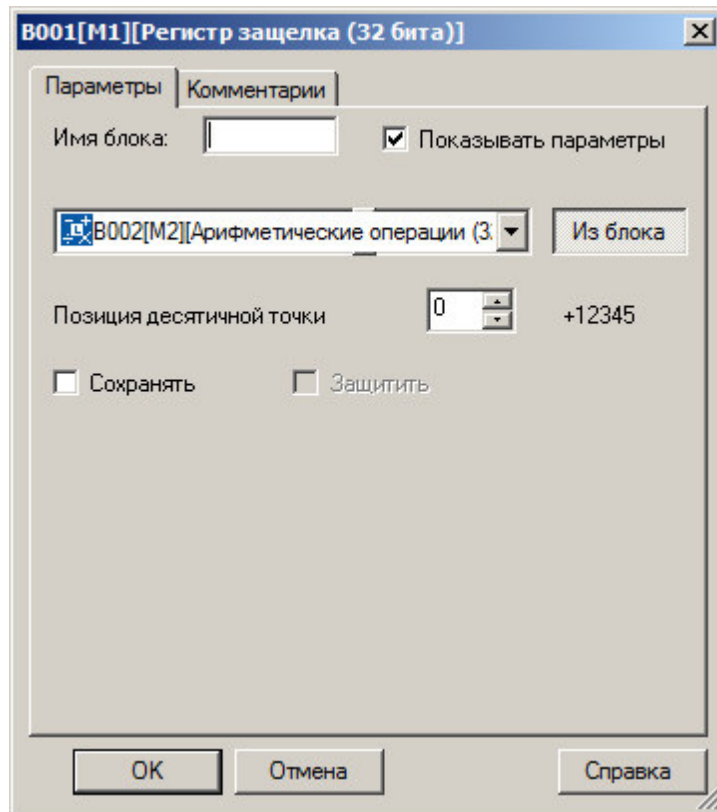 B001[M1][Регистр защелка (32 бита)]
Параметры Комментарии
Имя блока: Показывать параметры
B002[M2][Арифметические операции (3 Из блока
Позиция десятичной точки 0 +12345
Сохранять Защитить
OK Отмена Справка